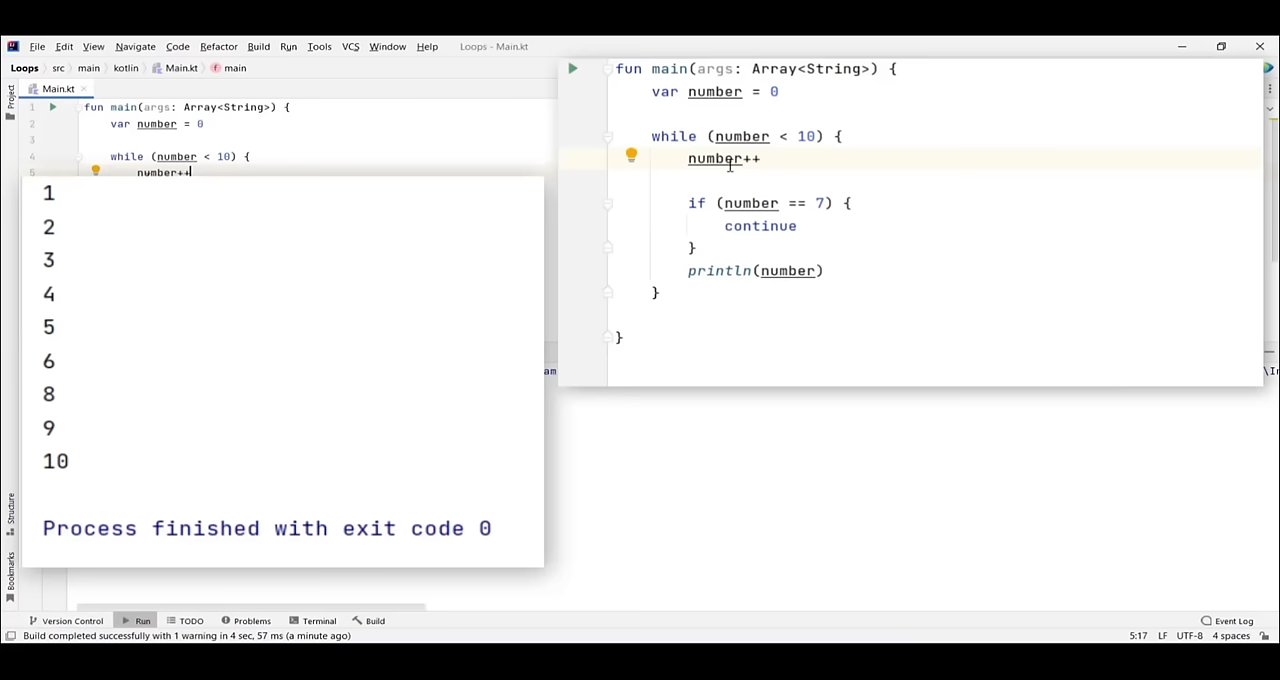 File Edit View Navigate Code Refactor Build Run Tools VCS Window Help Loops - Main.kt
Loops src main kotlin Main.kt main
Project
Main.kt
1 fun main(args: Array<String>) {
2 var number = 0
3
4 while (number < 10) {
5 number++
1
2
3
4
5
6
8
9
10
Process finished with exit code 0
fun main(args: Array<String>) {
var number = 0
while (number < 10) {
number++
if (number == 7) {
continue
}
println(number)
}
}
am
Structure
Bookmarks
Version Control Run TODO Problems Terminal Build Event Log
Build completed successfully with 1 warning in 4 sec, 57 ms (a minute ago) 5:17 LF UTF-8 4 spaces